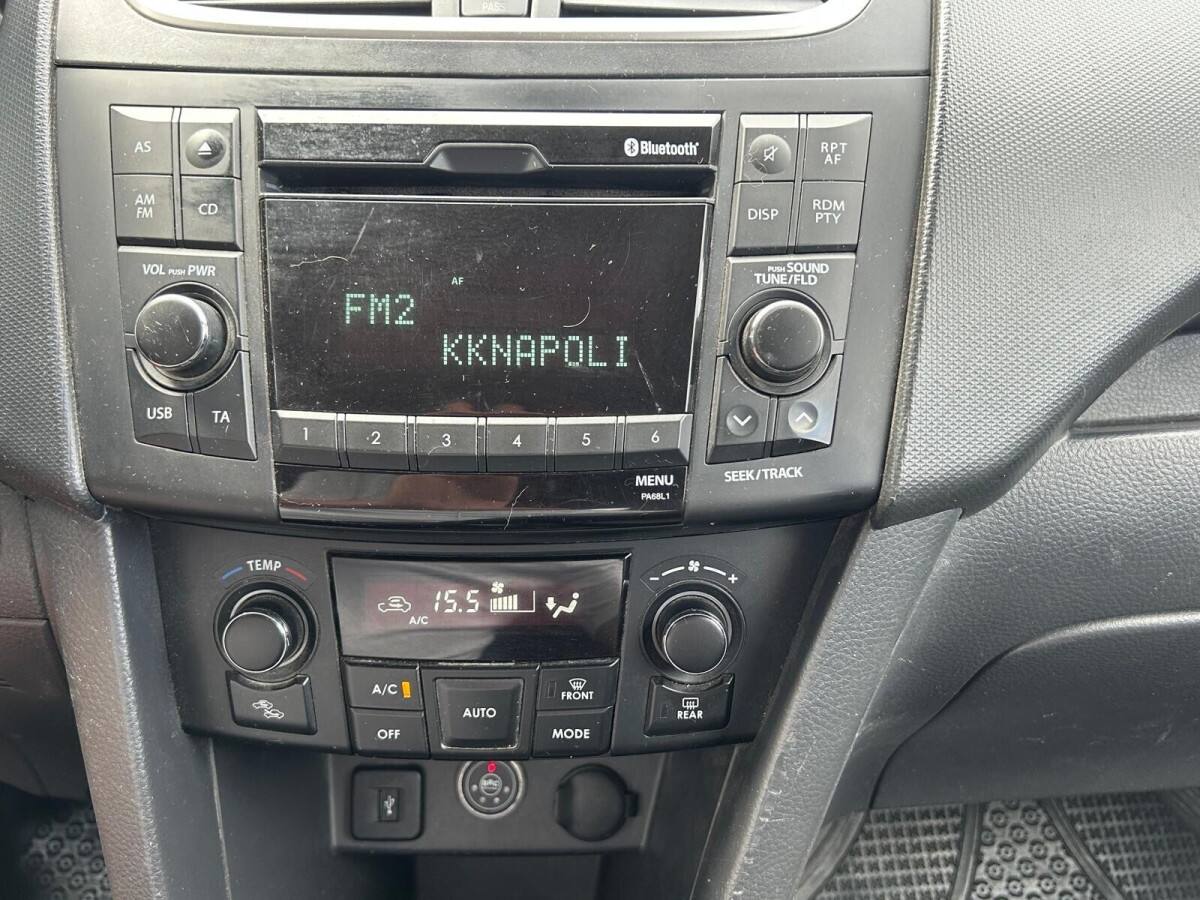 PASS
AS
AM
FM
CD
Bluetooth
RPT
AF
DISP
RDM
PTY
VOL PUSH PWR
PUSH SOUND
TUNE/FLD
AF
FM2
KKNAPOLI
USB
TA
1 2 3 4 5 6
SEEK/TRACK
MENU
PA68L1
TEMP
- +
15.5
A/C
A/C
AUTO
FRONT
OFF
MODE
REAR